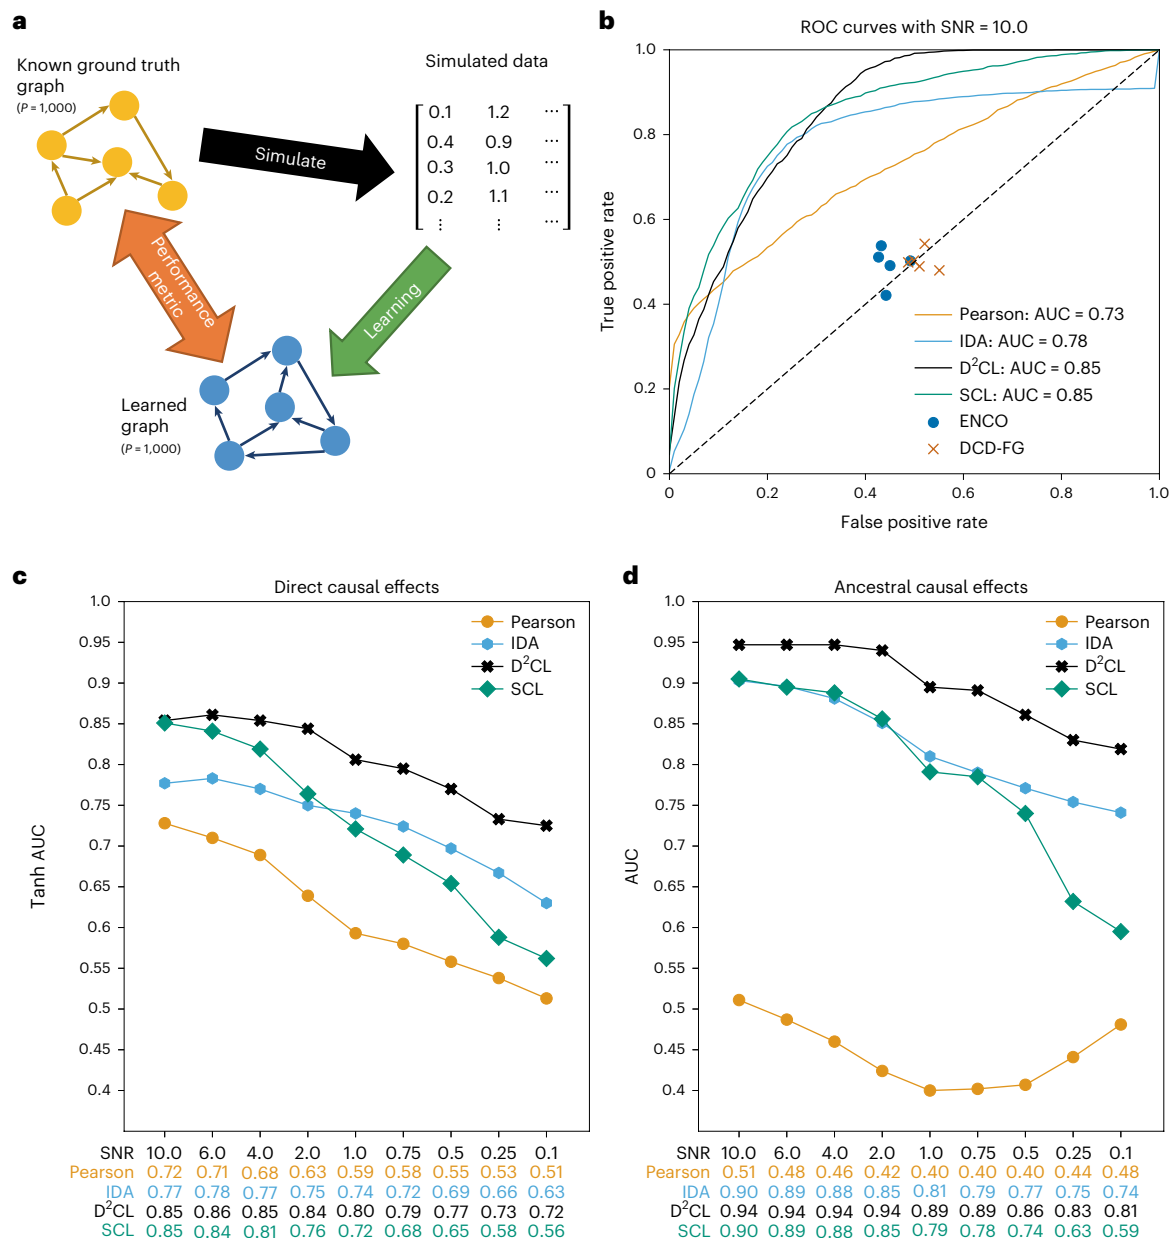 a
Known ground truth
graph
(P = 1,000)
Simulate
Simulated data
0.1 1.2 ...
0.4 0.9 ...
0.3 1.0 ...
0.2 1.1 ...
⋮ ⋮ ...
Performance
metric
Learning
Learned
graph
(P = 1,000)
b
ROC curves with SNR = 10.0
True positive rate
1.0
0.8
0.6
0.4
0.2
0
0 0.2 0.4 0.6 0.8 1.0
False positive rate
Pearson: AUC = 0.73
IDA: AUC = 0.78
D²CL: AUC = 0.85
SCL: AUC = 0.85
ENCO
DCD-FG
c
Direct causal effects
Tanh AUC
1.0
0.95
0.9
0.85
0.8
0.75
0.7
0.65
0.6
0.55
0.5
0.45
0.4
Pearson
IDA
D²CL
SCL
SNR 10.0 6.0 4.0 2.0 1.0 0.75 0.5 0.25 0.1
Pearson 0.72 0.71 0.68 0.63 0.59 0.58 0.55 0.53 0.51
IDA 0.77 0.78 0.77 0.75 0.74 0.72 0.69 0.66 0.63
D²CL 0.85 0.86 0.85 0.84 0.80 0.79 0.77 0.73 0.72
SCL 0.85 0.84 0.81 0.76 0.72 0.68 0.65 0.58 0.56
d
Ancestral causal effects
AUC
1.0
0.95
0.9
0.85
0.8
0.75
0.7
0.65
0.6
0.55
0.5
0.45
0.4
Pearson
IDA
D²CL
SCL
SNR 10.0 6.0 4.0 2.0 1.0 0.75 0.5 0.25 0.1
Pearson 0.51 0.48 0.46 0.42 0.40 0.40 0.40 0.44 0.48
IDA 0.90 0.89 0.88 0.85 0.81 0.79 0.77 0.75 0.74
D²CL 0.94 0.94 0.94 0.94 0.89 0.89 0.86 0.83 0.81
SCL 0.90 0.89 0.88 0.85 0.79 0.78 0.74 0.63 0.59